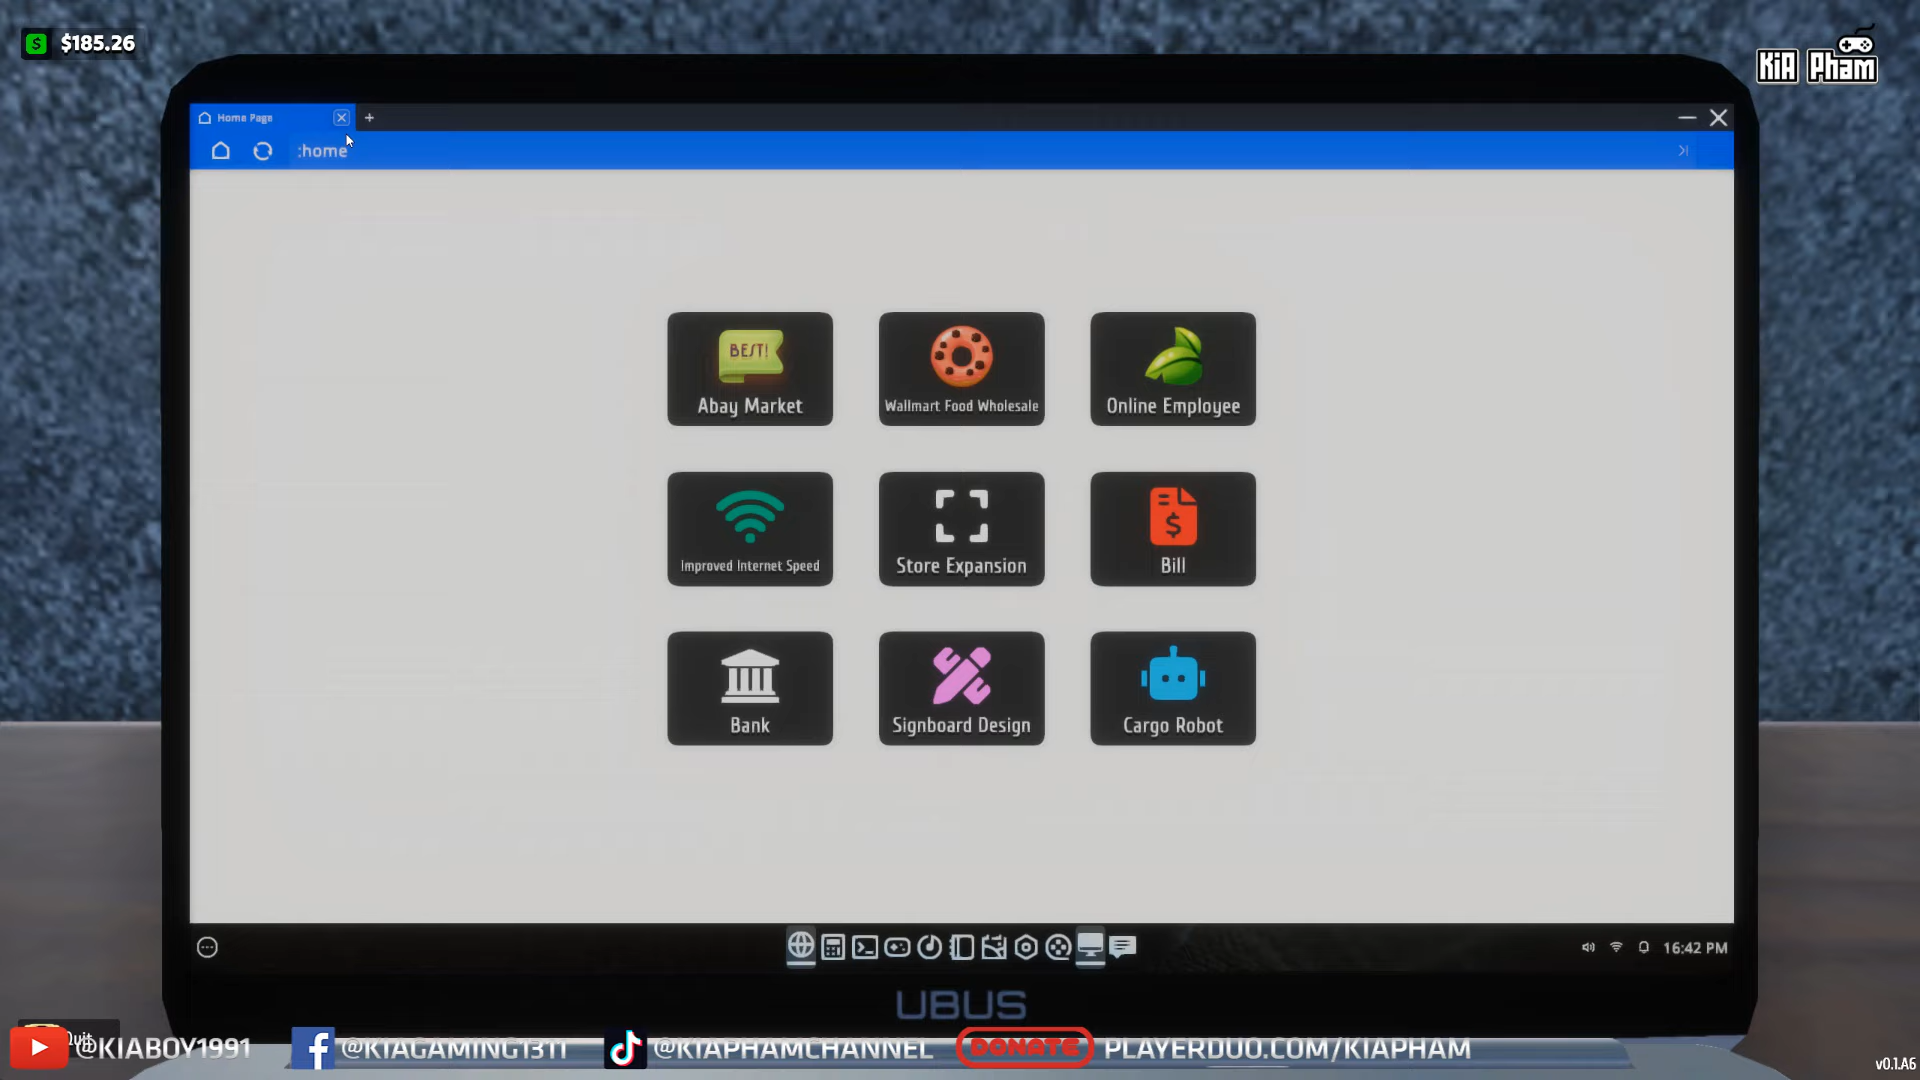 $185.26
KiA Pham
Home Page
:home
BEST!
Abay Market
Wallmart Food Wholesale
Online Employee
Improved Internet Speed
Store Expansion
$
Bill
Bank
Signboard Design
Cargo Robot
16:42 PM
UBUS
Quit
@KIABOY1991
@KIAGAMING1311
@KIAPHAMCHANNEL
DONATE
PLAYERDUO.COM/KIAPHAM
v0.1.A6